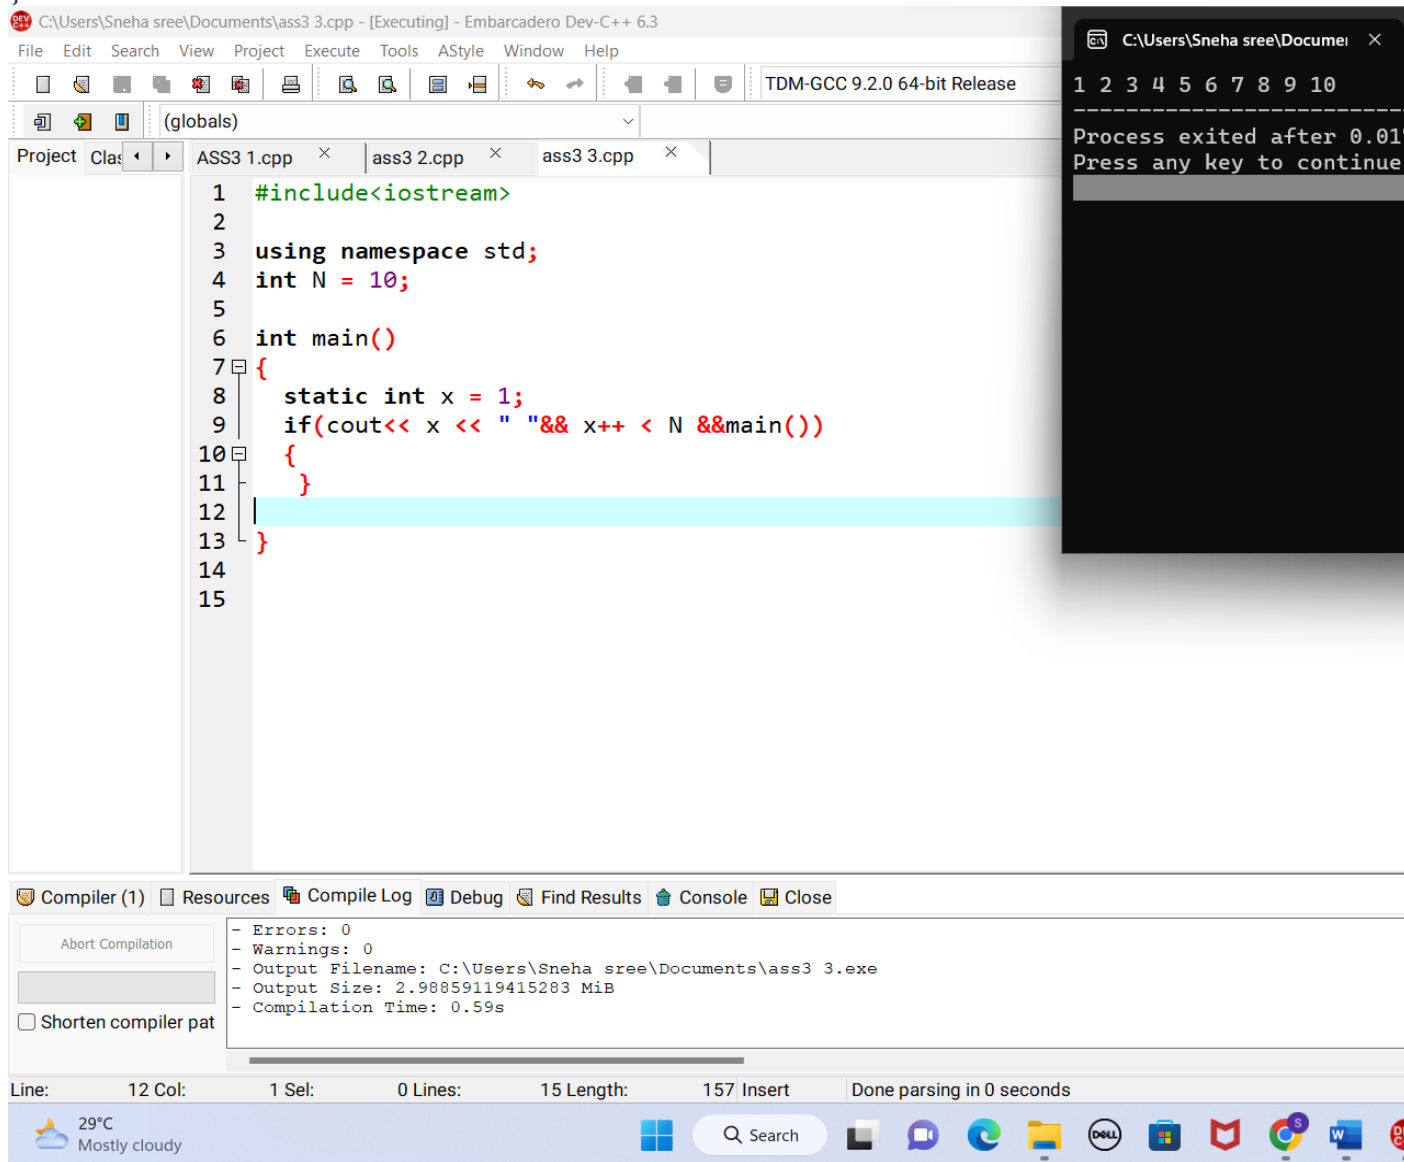 C:\Users\Sneha sree\Documents\ass3 3.cpp - [Executing] - Embarcadero Dev-C++ 6.3
File Edit Search View Project Execute Tools AStyle Window Help
TDM-GCC 9.2.0 64-bit Release
(globals)
Project Clas
ASS3 1.cpp ass3 2.cpp ass3 3.cpp
1 #include<iostream>
2
3 using namespace std;
4 int N = 10;
5
6 int main()
7 {
8 static int x = 1;
9 if(cout<< x << " "&& x++ < N &&main())
10 {
11 }
12
13 }
14
15
C:\Users\Sneha sree\Documen
1 2 3 4 5 6 7 8 9 10
--------------------------
Process exited after 0.01
Press any key to continue
Compiler (1) Resources Compile Log Debug Find Results Console Close
Abort Compilation
Shorten compiler pat
- Errors: 0
- Warnings: 0
- Output Filename: C:\Users\Sneha sree\Documents\ass3 3.exe
- Output Size: 2.98859119415283 MiB
- Compilation Time: 0.59s
Line: 12 Col: 1 Sel: 0 Lines: 15 Length: 157 Insert Done parsing in 0 seconds
29°C
Mostly cloudy
Search
DELL
S
W